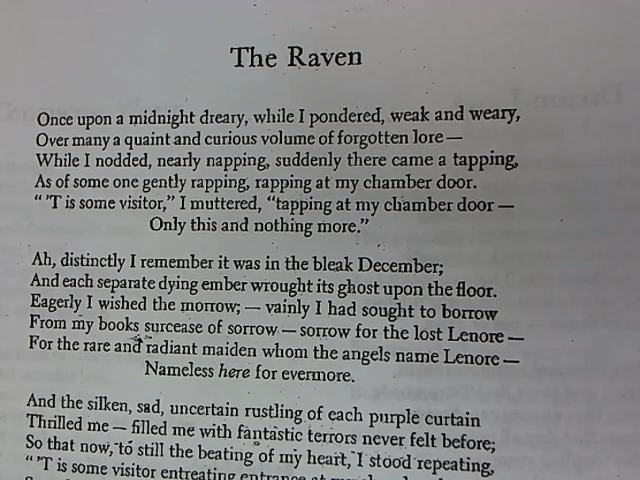 The Raven
Once upon a midnight dreary, while I pondered, weak and weary,
Over many a quaint and curious volume of forgotten lore —
While I nodded, nearly napping, suddenly there came a tapping,
As of some one gently rapping, rapping at my chamber door.
“ ’T is some visitor,” I muttered, “tapping at my chamber door —
Only this and nothing more.”
Ah, distinctly I remember it was in the bleak December;
And each separate dying ember wrought its ghost upon the floor.
Eagerly I wished the morrow; — vainly I had sought to borrow
From my books surcease of sorrow — sorrow for the lost Lenore —
For the rare and radiant maiden whom the angels name Lenore —
Nameless here for evermore.
And the silken, sad, uncertain rustling of each purple curtain
Thrilled me — filled me with fantastic terrors never felt before;
So that now, to still the beating of my heart, I stood repeating,
“ ’T is some visitor entreating entrance at